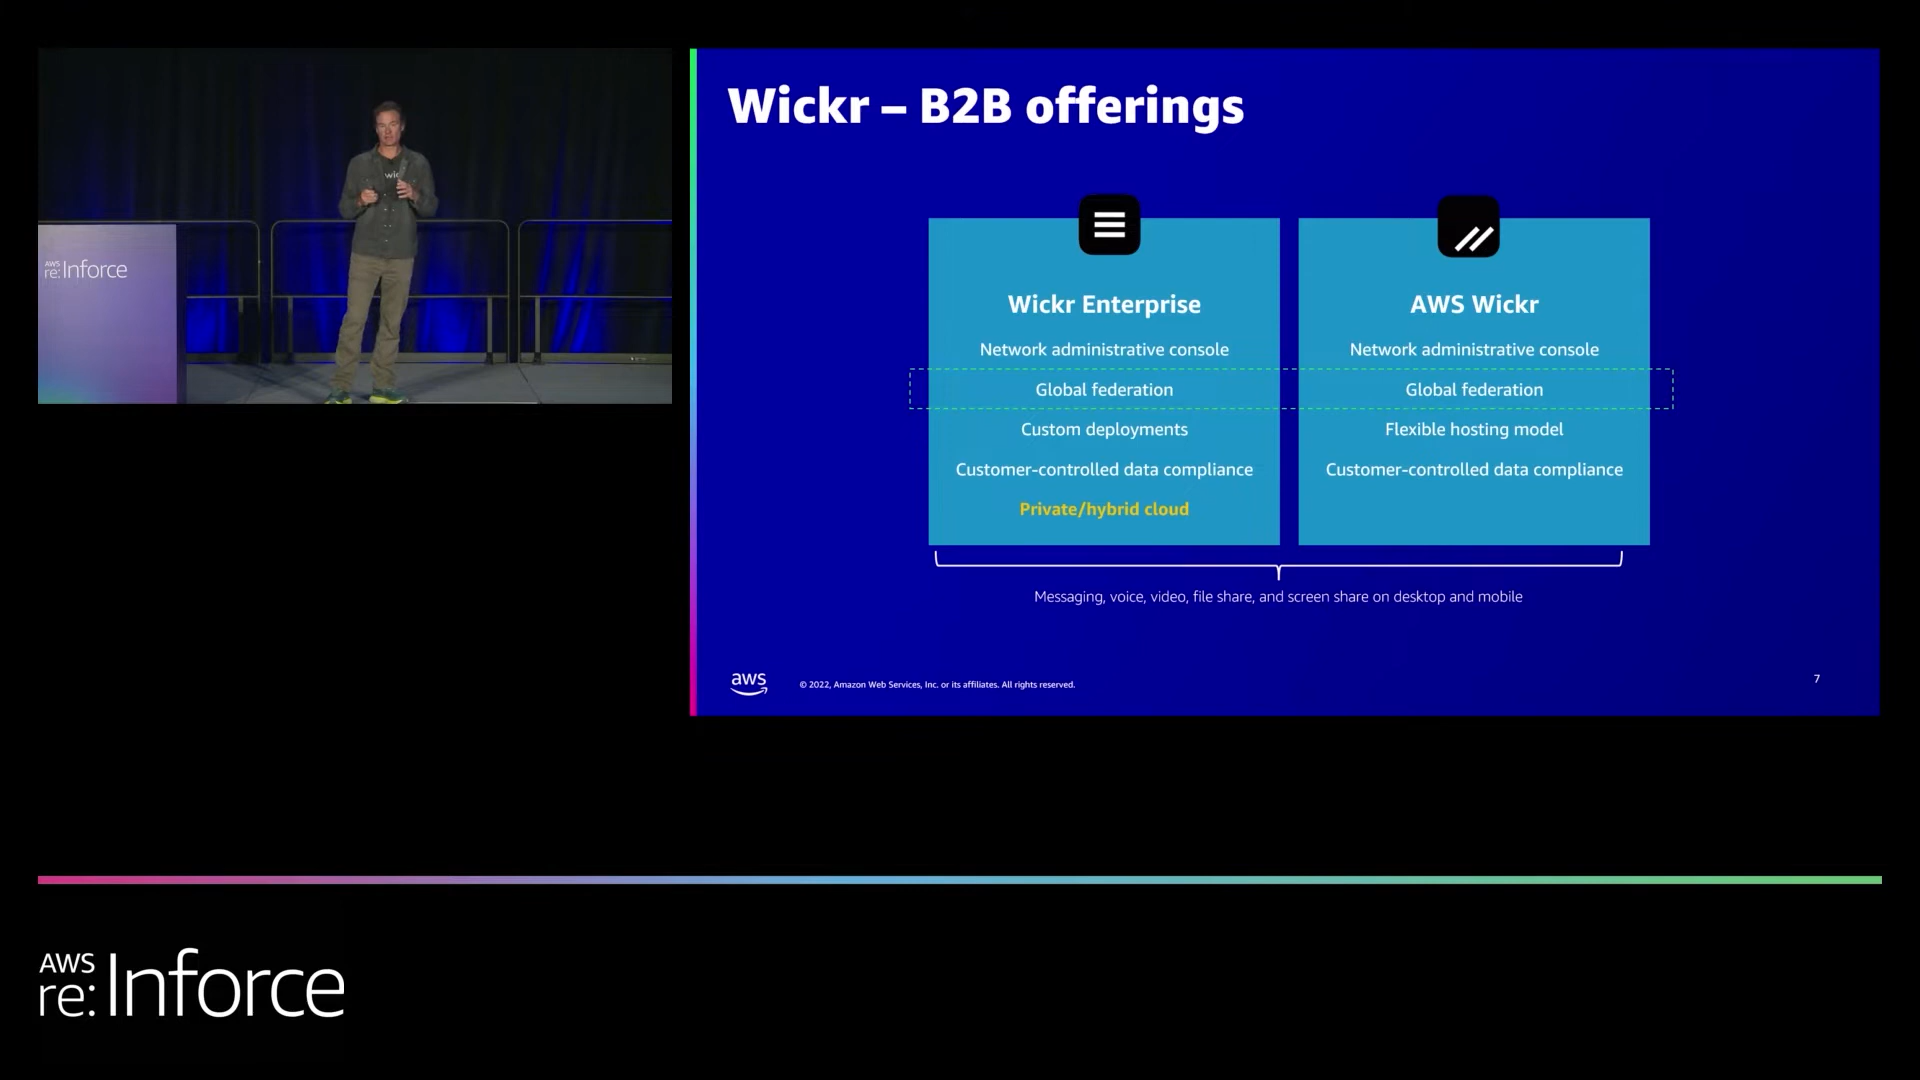 AWS
re:Inforce
wic
Wickr – B2B offerings
Wickr Enterprise
Network administrative console
Global federation
Custom deployments
Customer-controlled data compliance
Private/hybrid cloud
AWS Wickr
Network administrative console
Global federation
Flexible hosting model
Customer-controlled data compliance
Messaging, voice, video, file share, and screen share on desktop and mobile
aws
© 2022, Amazon Web Services, Inc. or its affiliates. All rights reserved.
7
AWS
re:Inforce